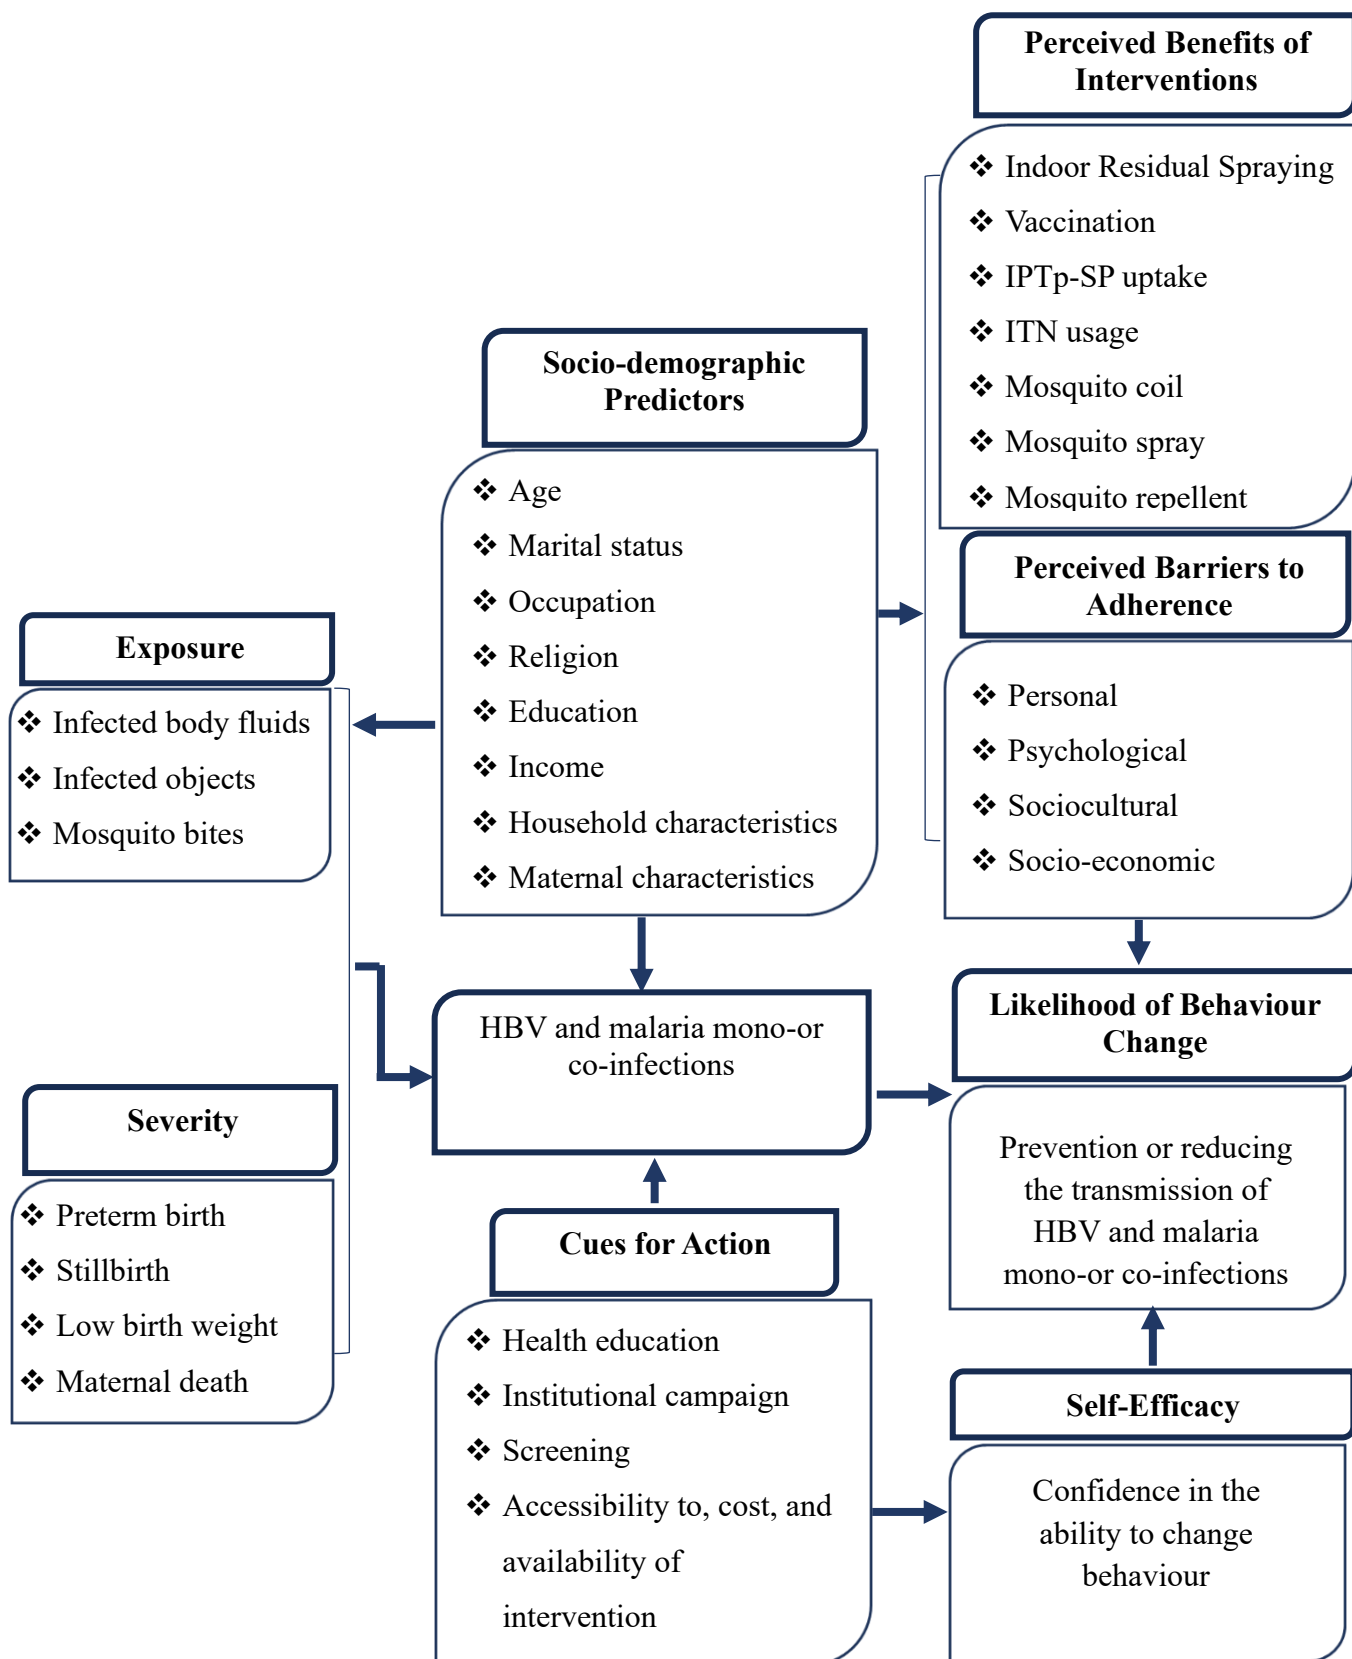 Perceived Benefits of
Interventions
❖ Indoor Residual Spraying
❖ Vaccination
❖ IPTp-SP uptake
❖ ITN usage
❖ Mosquito coil
❖ Mosquito spray
❖ Mosquito repellent
Socio-demographic
Predictors
❖ Age
❖ Marital status
❖ Occupation
❖ Religion
❖ Education
❖ Income
❖ Household characteristics
❖ Maternal characteristics
Perceived Barriers to
Adherence
❖ Personal
❖ Psychological
❖ Sociocultural
❖ Socio-economic
Exposure
❖ Infected body fluids
❖ Infected objects
❖ Mosquito bites
HBV and malaria mono-or
co-infections
Likelihood of Behaviour
Change
Prevention or reducing
the transmission of
HBV and malaria
mono-or co-infections
Severity
❖ Preterm birth
❖ Stillbirth
❖ Low birth weight
❖ Maternal death
Cues for Action
❖ Health education
❖ Institutional campaign
❖ Screening
❖ Accessibility to, cost, and
availability of
intervention
Self-Efficacy
Confidence in the
ability to change
behaviour